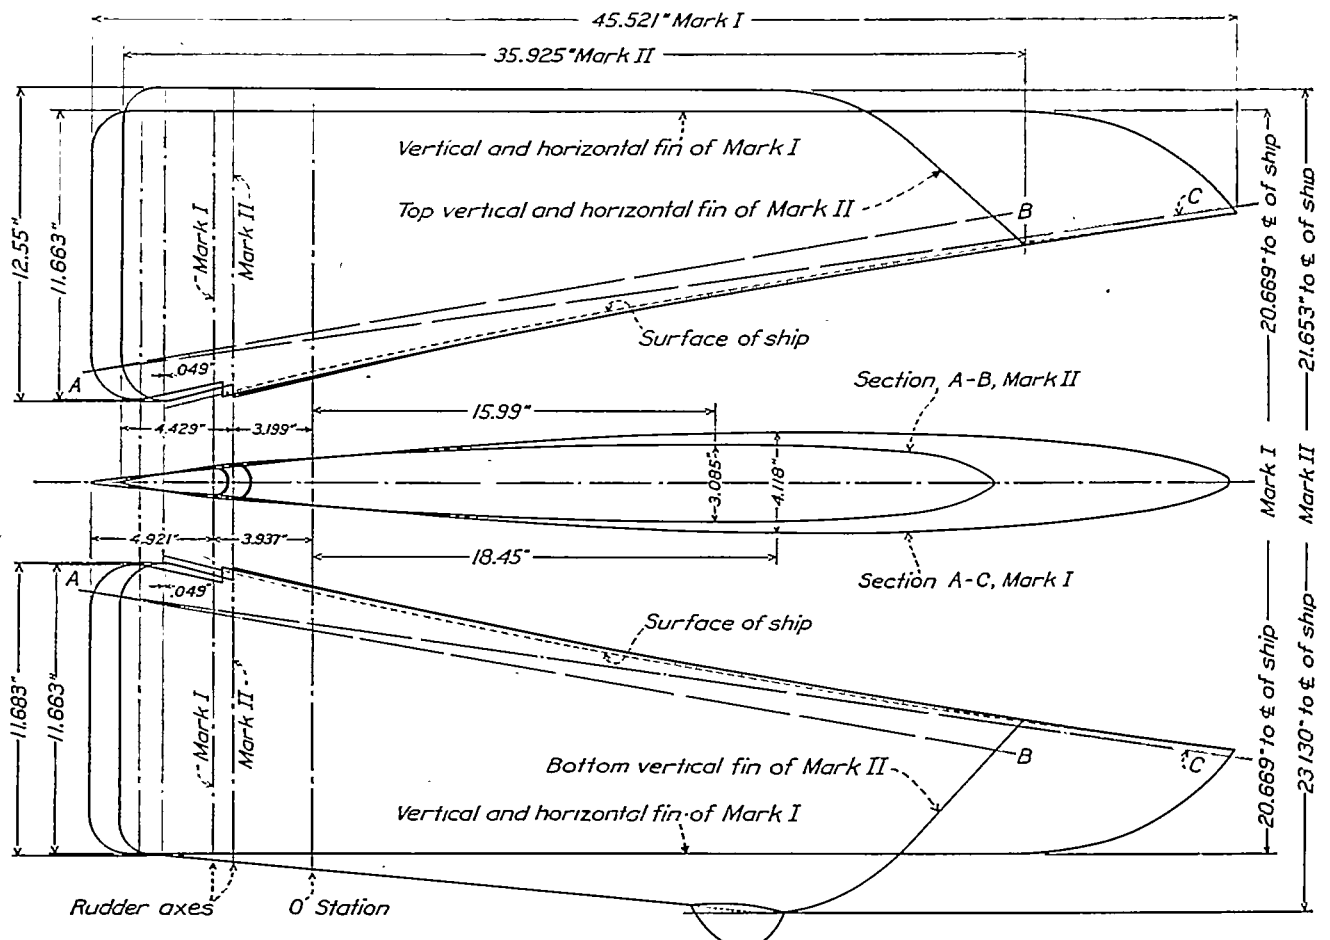 45.521" Mark I
35.925" Mark II
12.55"
11.663"
Vertical and horizontal fin of Mark I
Top vertical and horizontal fin of Mark II
Mark I
Mark II
B
C
20.669" to ℄ of ship
21.653" to ℄ of ship
Surface of ship
A
.049"
15.99"
Section A-B, Mark II
4.429"
3.199"
3.085"
4.118"
Mark I
Mark II
4.921"
3.937"
18.45"
Section A-C, Mark I
A
.049"
Surface of ship
11.683"
11.663"
Mark I
Mark II
B
C
20.669" to ℄ of ship
23130" to ℄ of ship
Bottom vertical fin of Mark II
Vertical and horizontal fin of Mark I
Rudder axes
O' Station